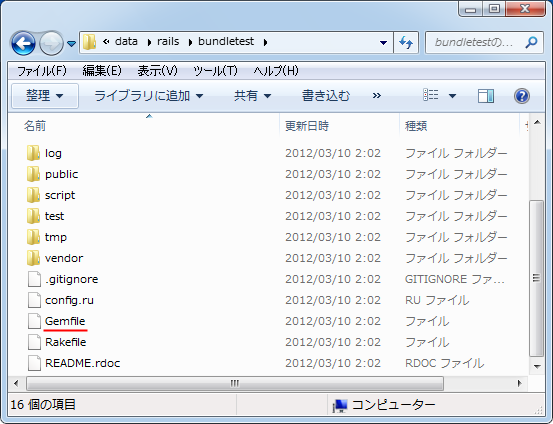 « data rails bundletest bundletestの...
ファイル(F) 編集(E) 表示(V) ツール(T) ヘルプ(H)
整理 ライブラリに追加 共有 書き込む »
名前 更新日時 種類
log 2012/03/10 2:02 ファイル フォルダー
public 2012/03/10 2:02 ファイル フォルダー
script 2012/03/10 2:02 ファイル フォルダー
test 2012/03/10 2:02 ファイル フォルダー
tmp 2012/03/10 2:02 ファイル フォルダー
vendor 2012/03/10 2:02 ファイル フォルダー
.gitignore 2012/03/10 2:02 GITIGNORE ファ...
config.ru 2012/03/10 2:02 RU ファイル
Gemfile 2012/03/10 2:02 ファイル
Rakefile 2012/03/10 2:02 ファイル
README.rdoc 2012/03/10 2:02 RDOC ファイル
16 個の項目 コンピューター